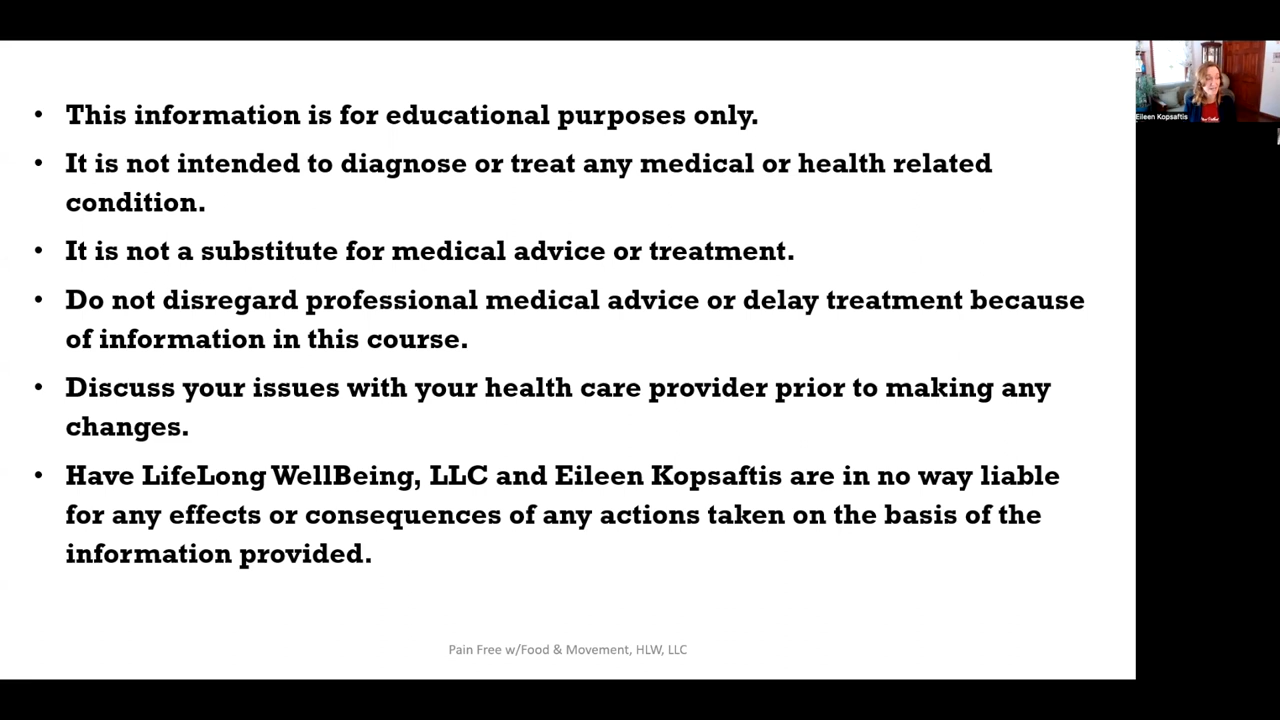 • This information is for educational purposes only.
• It is not intended to diagnose or treat any medical or health related
condition.
• It is not a substitute for medical advice or treatment.
• Do not disregard professional medical advice or delay treatment because
of information in this course.
• Discuss your issues with your health care provider prior to making any
changes.
• Have LifeLong WellBeing, LLC and Eileen Kopsaftis are in no way liable
for any effects or consequences of any actions taken on the basis of the
information provided.
Pain Free w/Food & Movement, HLW, LLC
Eileen Kopsaftis